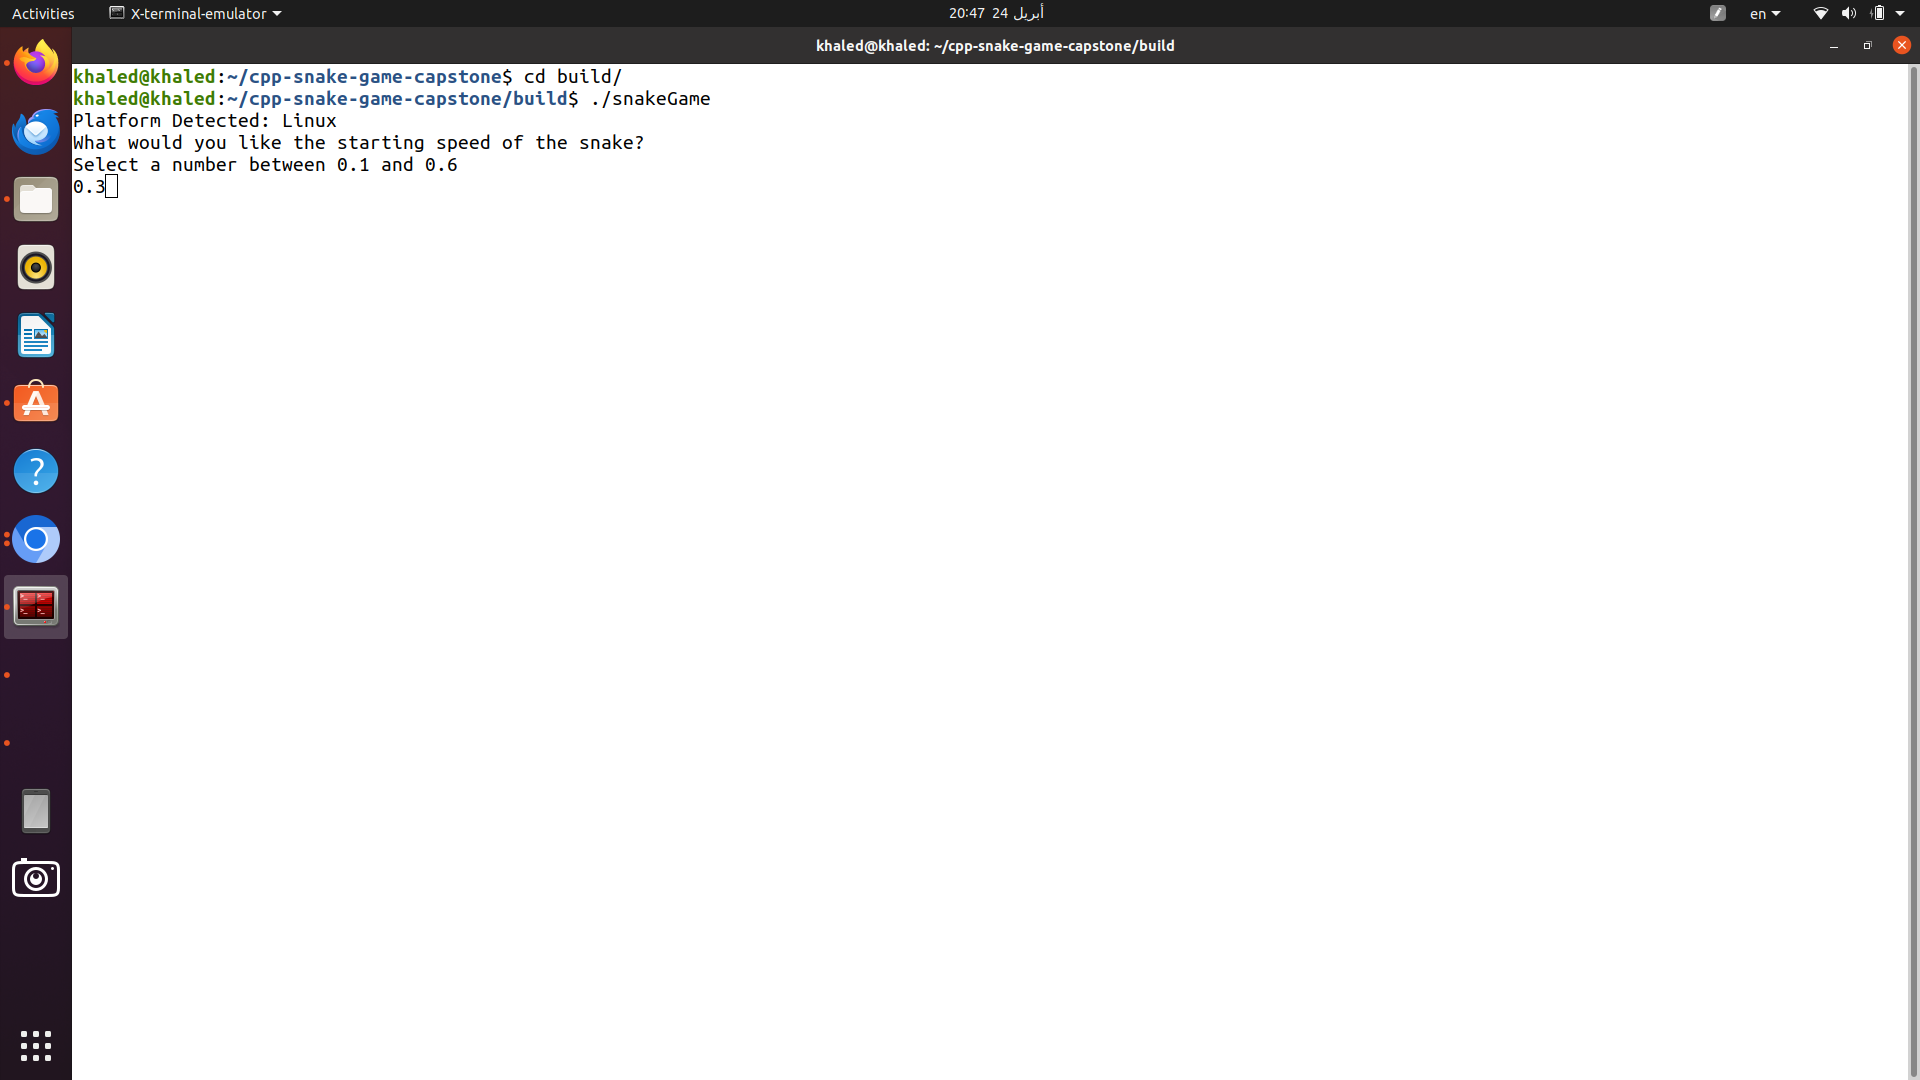 Activities
X-terminal-emulator
20:47 24 أبريل
en
khaled@khaled: ~/cpp-snake-game-capstone/build
khaled@khaled:~/cpp-snake-game-capstone$ cd build/
khaled@khaled:~/cpp-snake-game-capstone/build$ ./snakeGame
Platform Detected: Linux
What would you like the starting speed of the snake?
Select a number between 0.1 and 0.6
0.3